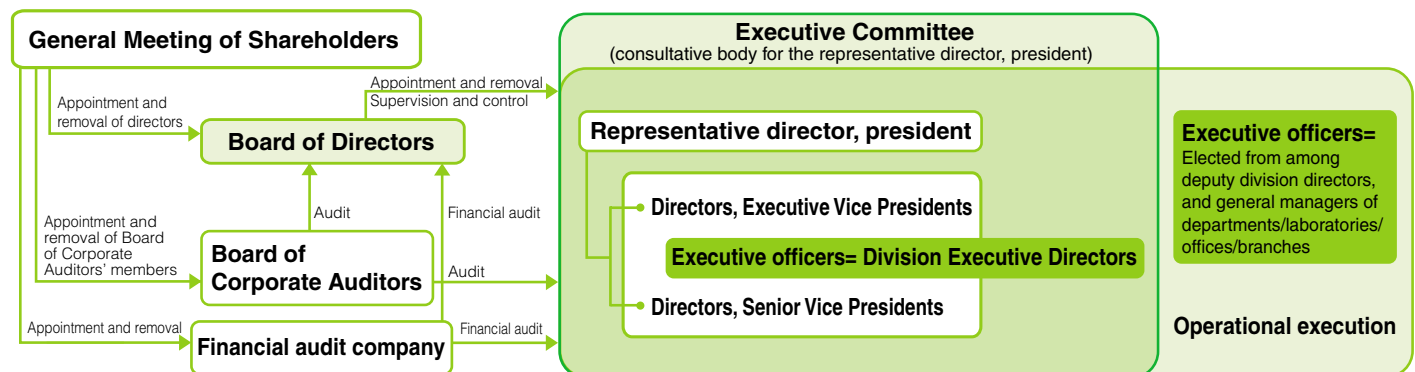 General Meeting of Shareholders
Appointment and
removal of directors
Appointment and removal
Supervision and control
Board of Directors
Audit
Financial audit
Appointment and
removal of Board
of Corporate
Auditors' members
Board of
Corporate Auditors
Audit
Appointment and removal
Financial audit company
Financial audit
Executive Committee
(consultative body for the representative director, president)
Representative director, president
Directors, Executive Vice Presidents
Executive officers= Division Executive Directors
Directors, Senior Vice Presidents
Executive officers=
Elected from among
deputy division directors,
and general managers of
departments/laboratories/
offices/branches
Operational execution